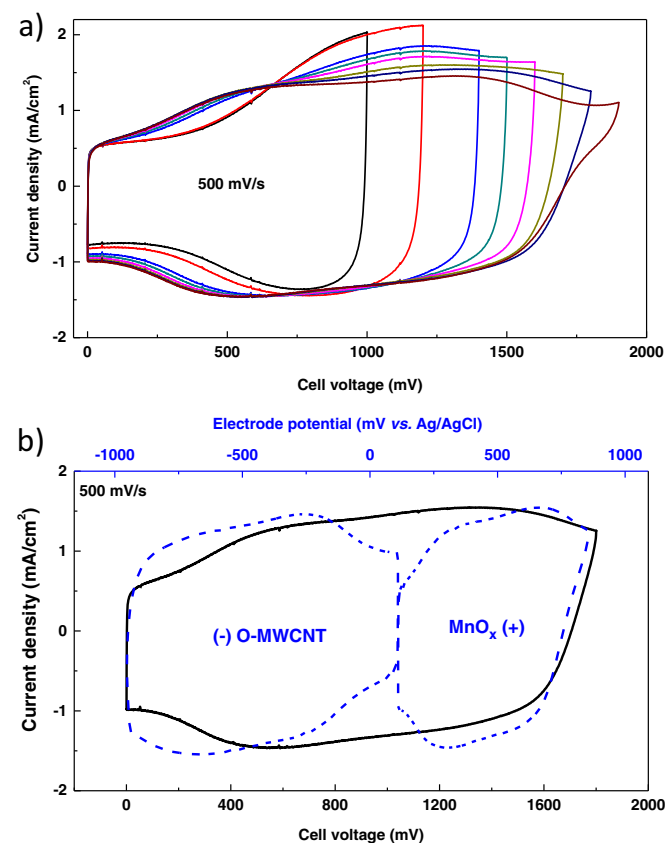 a)
2
1
0
-1
-2
Current density (mA/cm²)
500 mV/s
0 500 1000 1500 2000
Cell voltage (mV)
b)
Electrode potential (mV vs. Ag/AgCl)
-1000 -500 0 500 1000
2
1
0
-1
-2
Current density (mA/cm²)
500 mV/s
(-) O-MWCNT
MnOₓ (+)
0 400 800 1200 1600 2000
Cell voltage (mV)